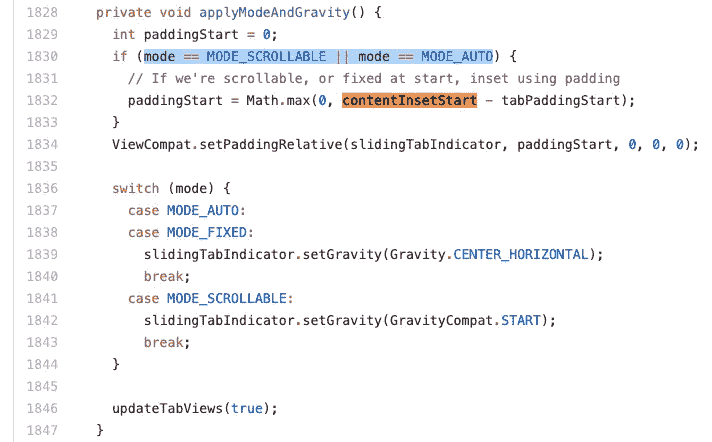 1828 private void applyModeAndGravity() {
1829 int paddingStart = 0;
1830 if (mode == MODE_SCROLLABLE || mode == MODE_AUTO) {
1831 // If we're scrollable, or fixed at start, inset using padding
1832 paddingStart = Math.max(0, contentInsetStart - tabPaddingStart);
1833 }
1834 ViewCompat.setPaddingRelative(slidingTabIndicator, paddingStart, 0, 0, 0);
1835
1836 switch (mode) {
1837 case MODE_AUTO:
1838 case MODE_FIXED:
1839 slidingTabIndicator.setGravity(Gravity.CENTER_HORIZONTAL);
1840 break;
1841 case MODE_SCROLLABLE:
1842 slidingTabIndicator.setGravity(GravityCompat.START);
1843 break;
1844 }
1845
1846 updateTabViews(true);
1847 }